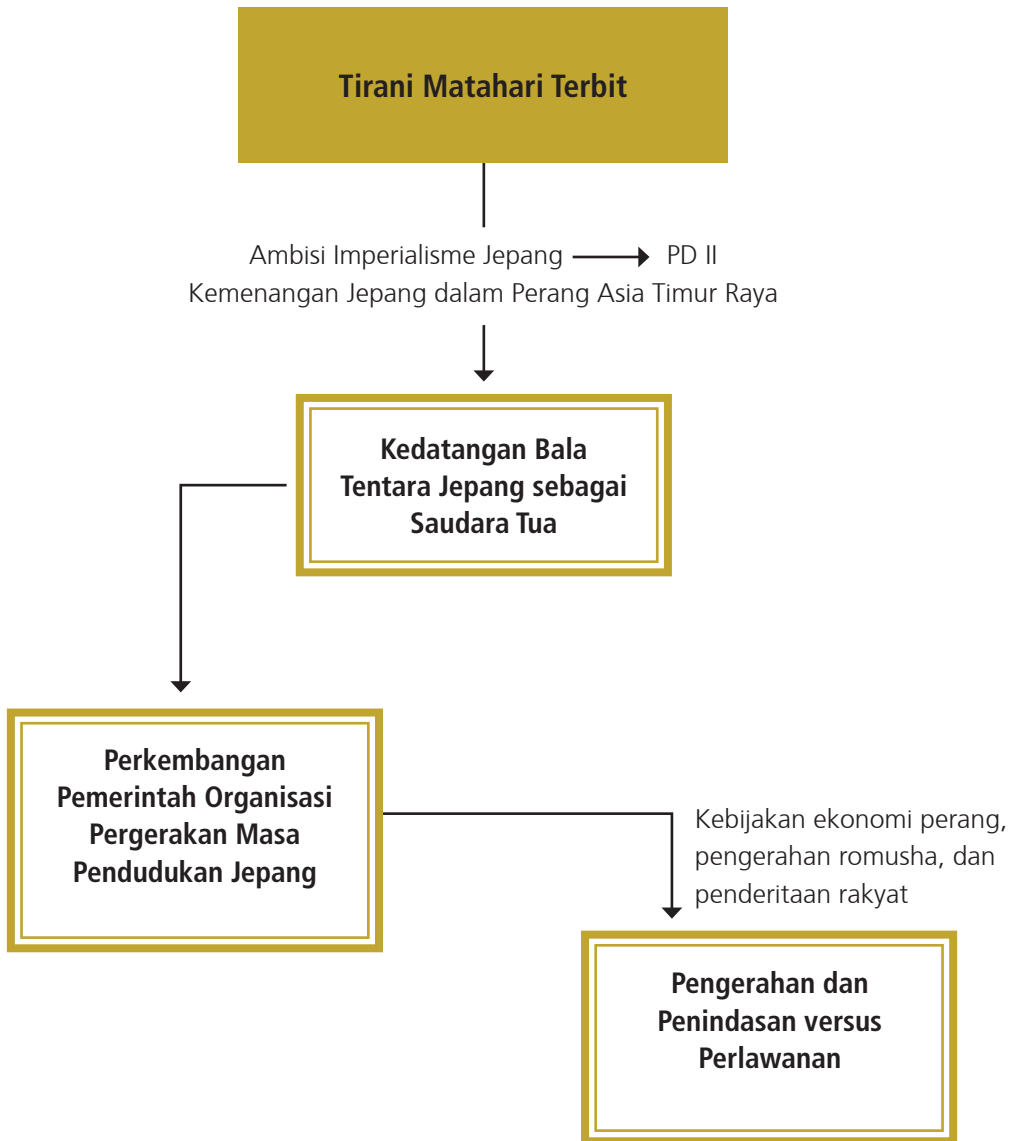 Tirani Matahari Terbit
Ambisi Imperialisme Jepang PD II
Kemenangan Jepang dalam Perang Asia Timur Raya
Kedatangan Bala
Tentara Jepang sebagai
Saudara Tua
Perkembangan
Pemerintah Organisasi
Pergerakan Masa
Pendudukan Jepang
Kebijakan ekonomi perang,
pengerahan romusha, dan
penderitaan rakyat
Pengerahan dan
Penindasan versus
Perlawanan